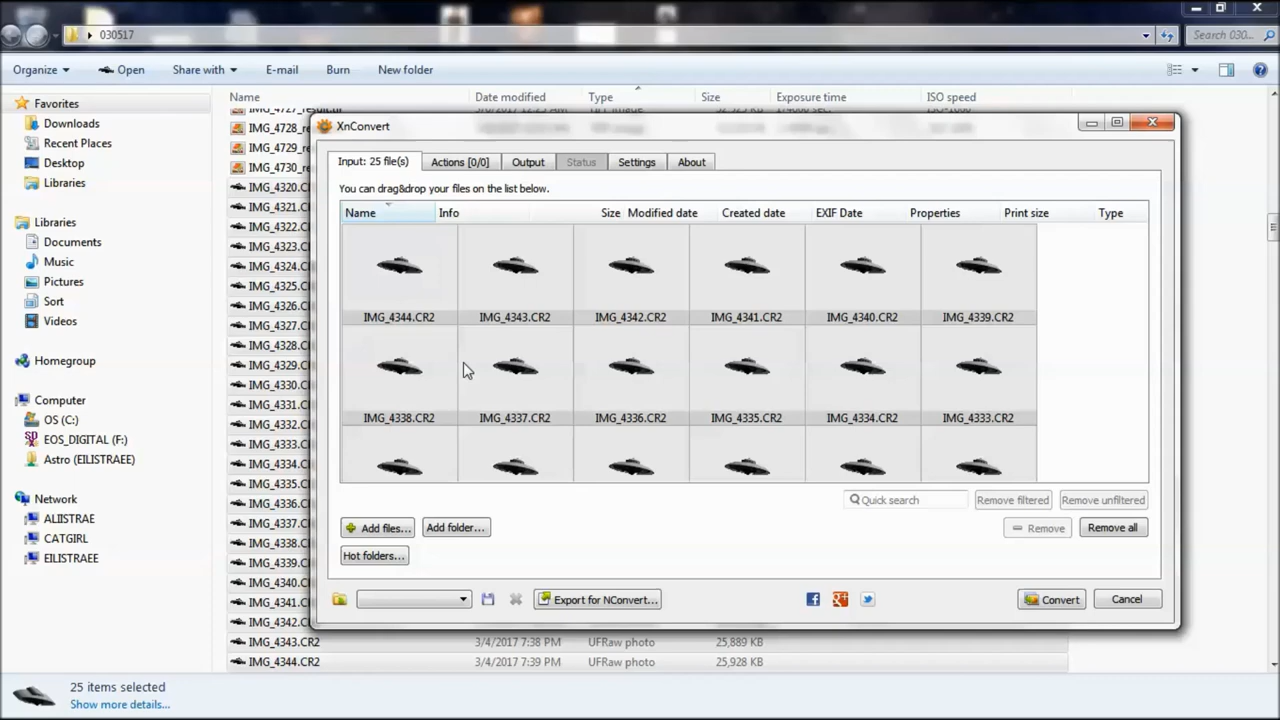 030517
Search 030...
Organize
Open
Share with
E-mail
Burn
New folder
Favorites
Downloads
Recent Places
Desktop
Libraries
Libraries
Documents
Music
Pictures
Sort
Videos
Homegroup
Computer
OS (C:)
EOS_DIGITAL (F:)
Astro (EILISTRAEE)
Network
ALIISTRAE
CATGIRL
EILISTRAEE
Name
Date modified
Type
Size
Exposure time
ISO speed
IMG_4728_re
IMG_4729_re
IMG_4730_re
IMG_4320.C
IMG_4321.C
IMG_4322.C
IMG_4323.C
IMG_4324.C
IMG_4325.C
IMG_4326.C
IMG_4327.C
IMG_4328.C
IMG_4329.C
IMG_4330.C
IMG_4331.C
IMG_4332.C
IMG_4333.C
IMG_4334.C
IMG_4335.C
IMG_4336.C
IMG_4337.C
IMG_4338.C
IMG_4339.C
IMG_4340.C
IMG_4341.C
IMG_4342.C
IMG_4343.CR2 3/4/2017 7:38 PM UFRaw photo 25,889 KB
IMG_4344.CR2 3/4/2017 7:39 PM UFRaw photo 25,928 KB
XnConvert
Input: 25 file(s)
Actions [0/0]
Output
Status
Settings
About
You can drag&drop your files on the list below.
Name Info Size Modified date Created date EXIF Date Properties Print size Type
IMG_4344.CR2 IMG_4343.CR2 IMG_4342.CR2 IMG_4341.CR2 IMG_4340.CR2 IMG_4339.CR2
IMG_4338.CR2 IMG_4337.CR2 IMG_4336.CR2 IMG_4335.CR2 IMG_4334.CR2 IMG_4333.CR2
Quick search
Remove filtered
Remove unfiltered
Add files...
Add folder...
Remove
Remove all
Hot folders...
Export for NConvert...
Convert
Cancel
25 items selected
Show more details...